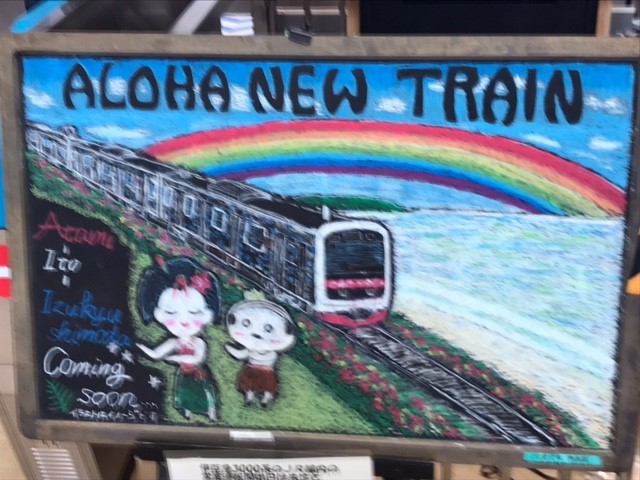 ALOHA NEW TRAIN
Atami
Ito
Izukyu
shimoda
Coming
soon...